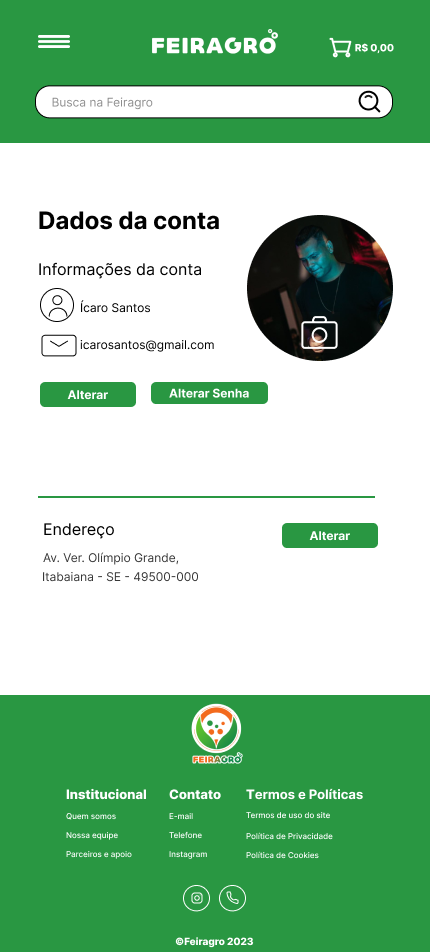 FEIRAGRO
R$ 0,00
Busca na Feiragro
Dados da conta
Informações da conta
Ícaro Santos
icarosantos@gmail.com
Alterar
Alterar Senha
Endereço
Alterar
Av. Ver. Olímpio Grande,
Itabaiana - SE - 49500-000
FEIRAGRO
Institucional
Quem somos
Nossa equipe
Parceiros e apoio
Contato
E-mail
Telefone
Instagram
Termos e Políticas
Termos de uso do site
Política de Privacidade
Política de Cookies
©Feiragro 2023